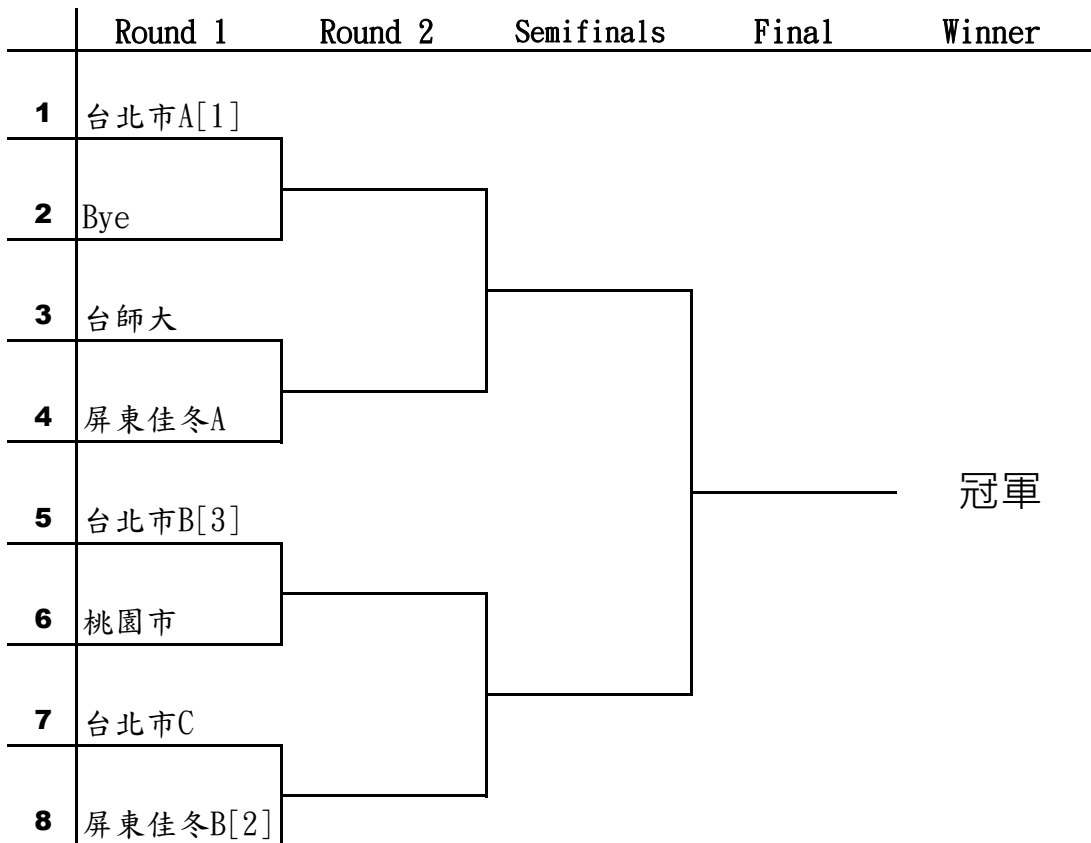 Round 1 Round 2 Semifinals Final Winner
1 台北市A[1]
2 Bye
3 台師大
4 屏東佳冬A
冠軍
5 台北市B[3]
6 桃園市
7 台北市C
8 屏東佳冬B[2]